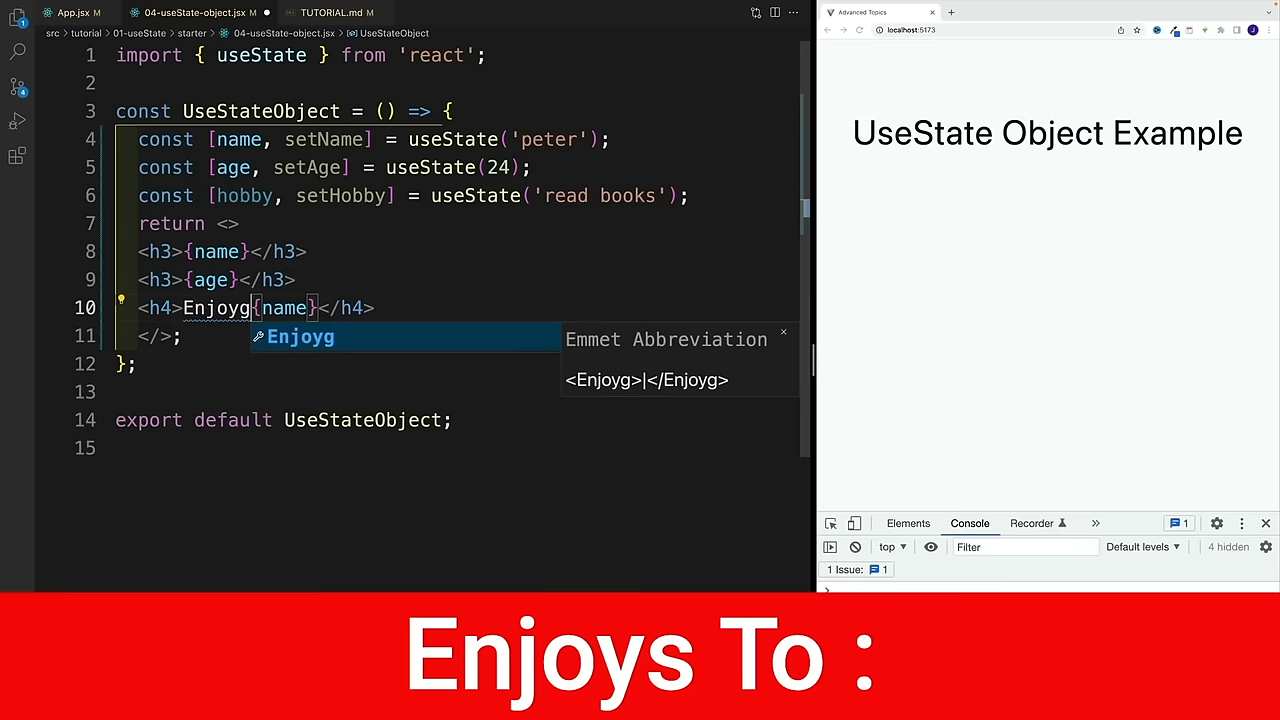 App.jsx M
04-useState-object.jsx M
TUTORIAL.md M
src › tutorial › 01-useState › starter › 04-useState-object.jsx › UseStateObject
1 import { useState } from 'react';
2
3 const UseStateObject = () => {
4 const [name, setName] = useState('peter');
5 const [age, setAge] = useState(24);
6 const [hobby, setHobby] = useState('read books');
7 return <>
8 <h3>{name}</h3>
9 <h3>{age}</h3>
10 <h4>Enjoyg{name}</h4>
11 </>;
12 };
13
14 export default UseStateObject;
15
Enjoyg
Emmet Abbreviation ×
<Enjoyg>|</Enjoyg>
1
4
Advanced Topics
localhost:5173
J
UseState Object Example
Elements Console Recorder » 1
top ▾ Filter Default levels ▾ 4 hidden
1 Issue: 1
Enjoys To :